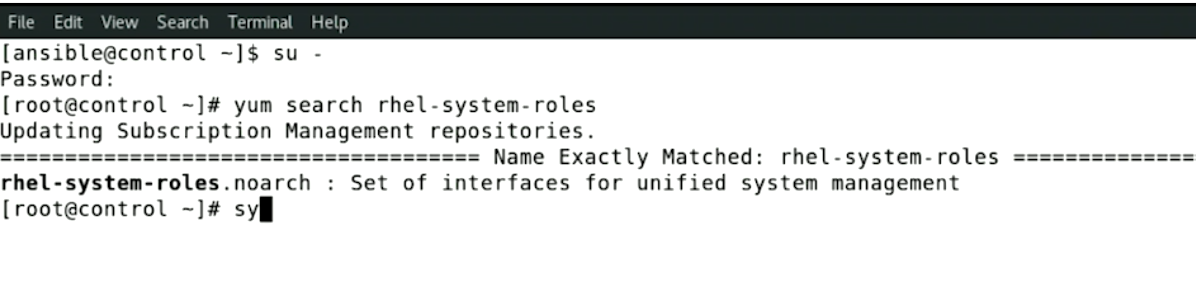 File Edit View Search Terminal Help
[ansible@control ~]$ su -
Password:
[root@control ~]# yum search rhel-system-roles
Updating Subscription Management repositories.
===================================== Name Exactly Matched: rhel-system-roles ==============
rhel-system-roles.noarch : Set of interfaces for unified system management
[root@control ~]# sy